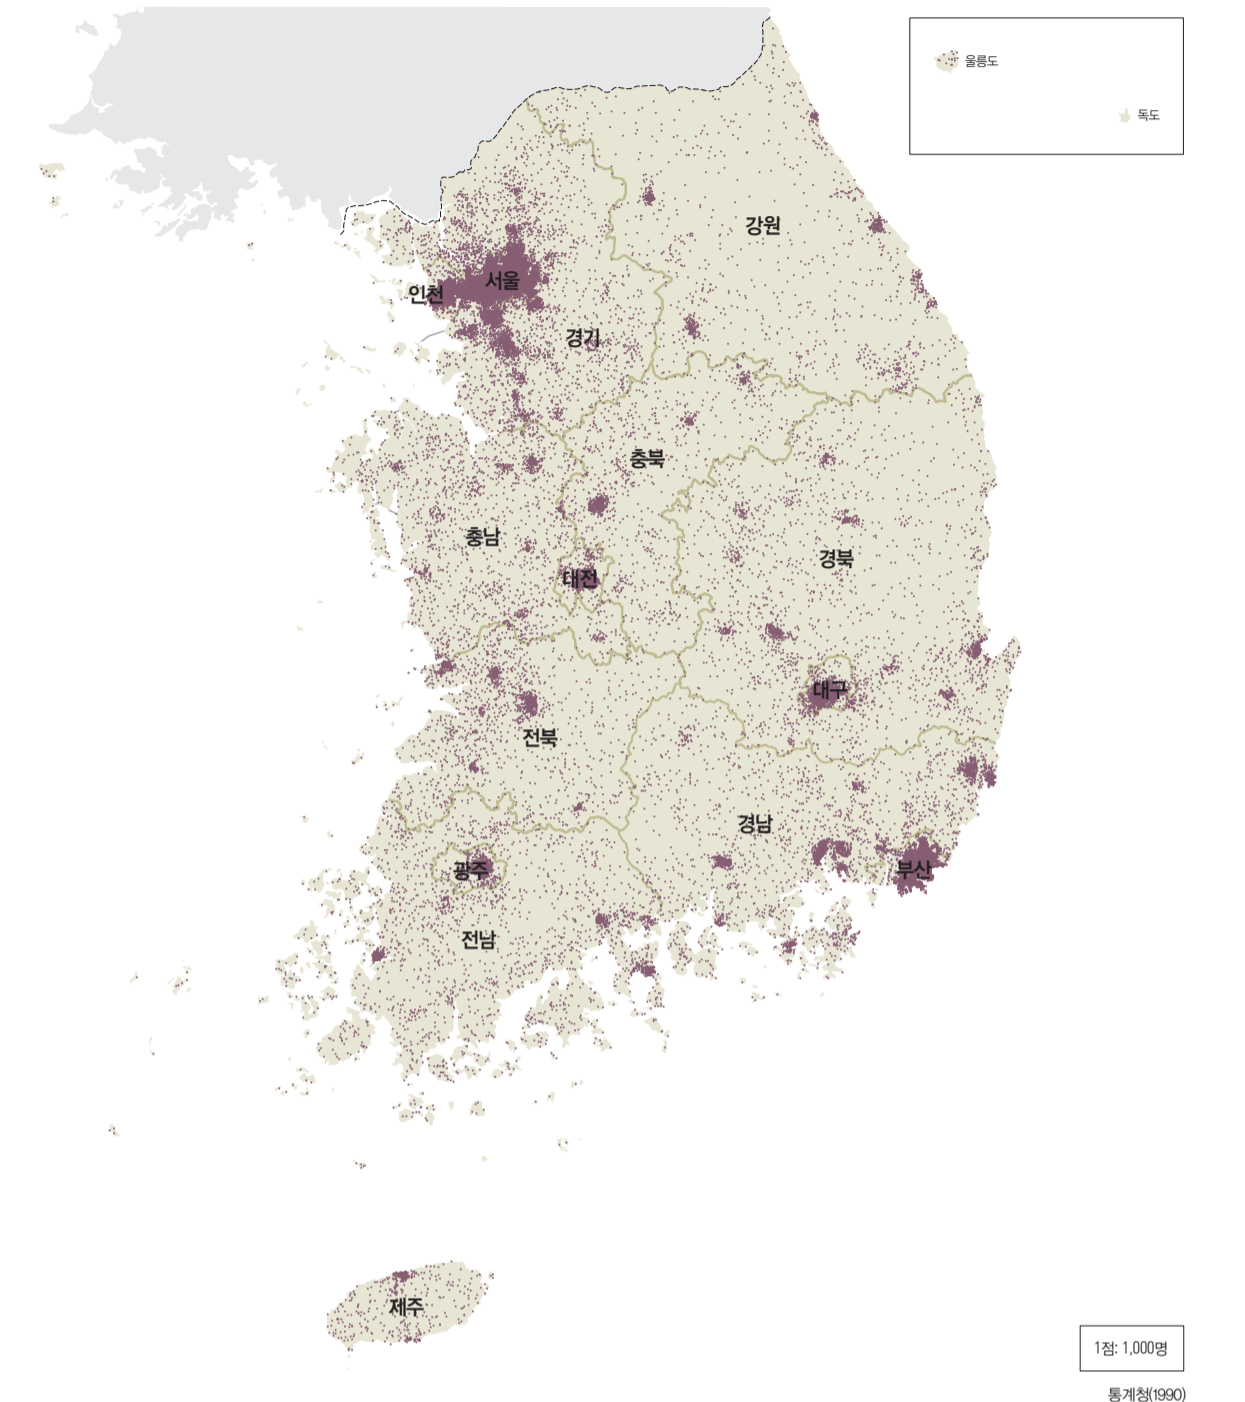 울릉도
독도
강원
서울
인천
경기
충북
충남
경북
대전
대구
전북
경남
광주
부산
전남
제주
1점: 1,000명
통계청(1990)